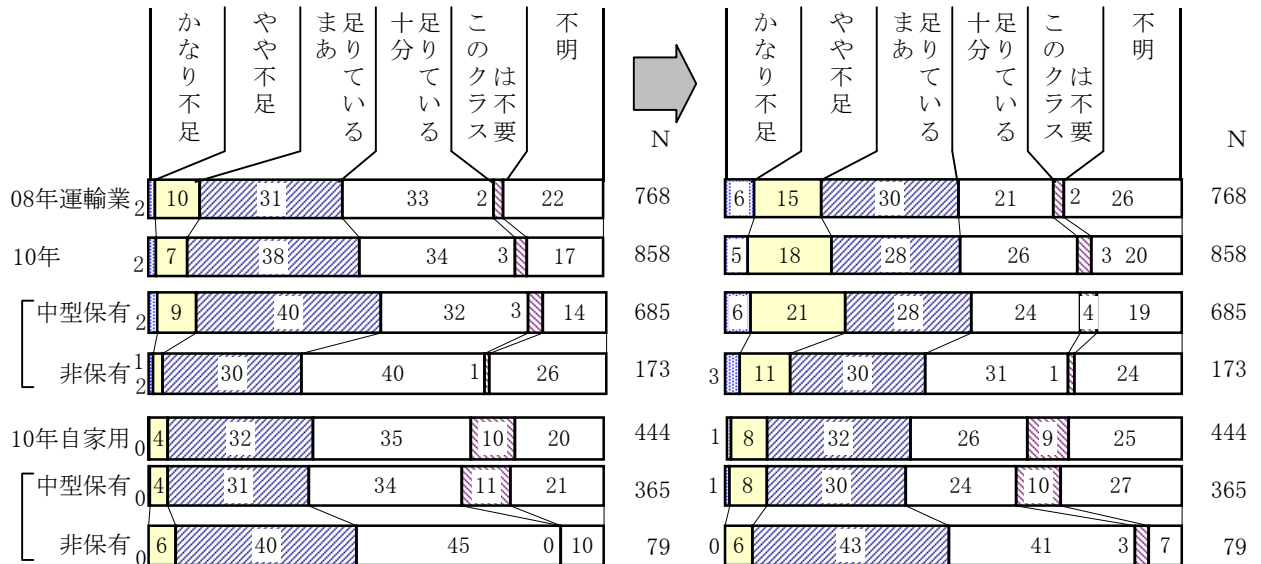 かなり不足
やや不足
まあ足りている
十分足りている
このクラスは不要
不明
N
かなり不足
やや不足
まあ足りている
十分足りている
このクラスは不要
不明
N
08年運輸業 2 10 31 33 2 22 768 6 15 30 21 2 26 768
10年 2 7 38 34 3 17 858 5 18 28 26 3 20 858
中型保有 2 9 40 32 3 14 685 6 21 28 24 4 19 685
非保有 1 2 30 40 1 26 173 3 11 30 31 1 24 173
10年自家用 0 4 32 35 10 20 444 1 8 32 26 9 25 444
中型保有 0 4 31 34 11 21 365 1 8 30 24 10 27 365
非保有 0 6 40 45 0 10 79 0 6 43 41 3 7 79